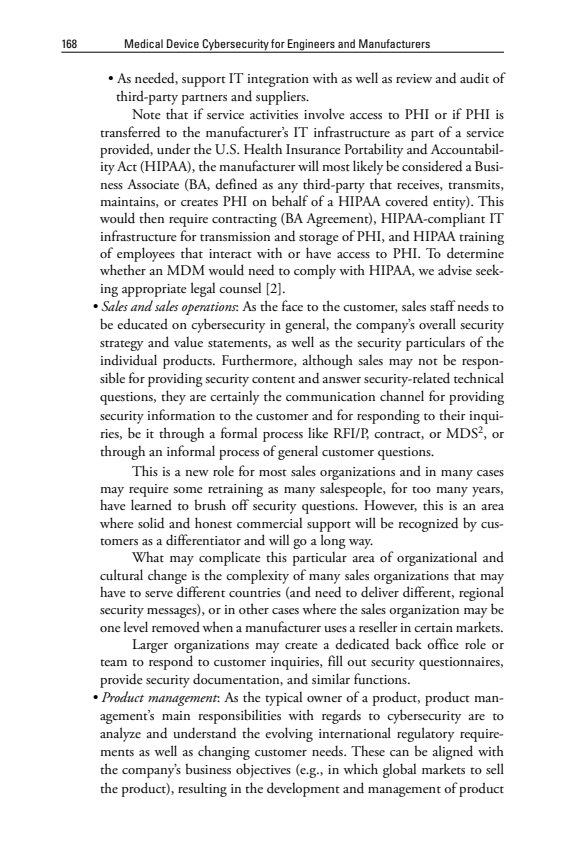 168 Medical Device Cybersecurity for Engineers and Manufacturers
• As needed, support IT integration with as well as review and audit of
third-party partners and suppliers.
Note that if service activities involve access to PHI or if PHI is
transferred to the manufacturer's IT infrastructure as part of a service
provided, under the U.S. Health Insurance Portability and Accountabil-
ity Act (HIPAA), the manufacturer will most likely be considered a Busi-
ness Associate (BA, defined as any third-party that receives, transmits,
maintains, or creates PHI on behalf of a HIPAA covered entity). This
would then require contracting (BA Agreement), HIPAA-compliant IT
infrastructure for transmission and storage of PHI, and HIPAA training
of employees that interact with or have access to PHI. To determine
whether an MDM would need to comply with HIPAA, we advise seek-
ing appropriate legal counsel [2].
• Sales and sales operations: As the face to the customer, sales staff needs to
be educated on cybersecurity in general, the company's overall security
strategy and value statements, as well as the security particulars of the
individual products. Furthermore, although sales may not be respon-
sible for providing security content and answer security-related technical
questions, they are certainly the communication channel for providing
security information to the customer and for responding to their inqui-
ries, be it through a formal process like RFI/P, contract, or MDS², or
through an informal process of general customer questions.
This is a new role for most sales organizations and in many cases
may require some retraining as many salespeople, for too many years,
have learned to brush off security questions. However, this is an area
where solid and honest commercial support will be recognized by cus-
tomers as a differentiator and will go a long way.
What may complicate this particular area of organizational and
cultural change is the complexity of many sales organizations that may
have to serve different countries (and need to deliver different, regional
security messages), or in other cases where the sales organization may be
one level removed when a manufacturer uses a reseller in certain markets.
Larger organizations may create a dedicated back office role or
team to respond to customer inquiries, fill out security questionnaires,
provide security documentation, and similar functions.
• Product management: As the typical owner of a product, product man-
agement's main responsibilities with regards to cybersecurity are to
analyze and understand the evolving international regulatory require-
ments as well as changing customer needs. These can be aligned with
the company's business objectives (e.g., in which global markets to sell
the product), resulting in the development and management of product